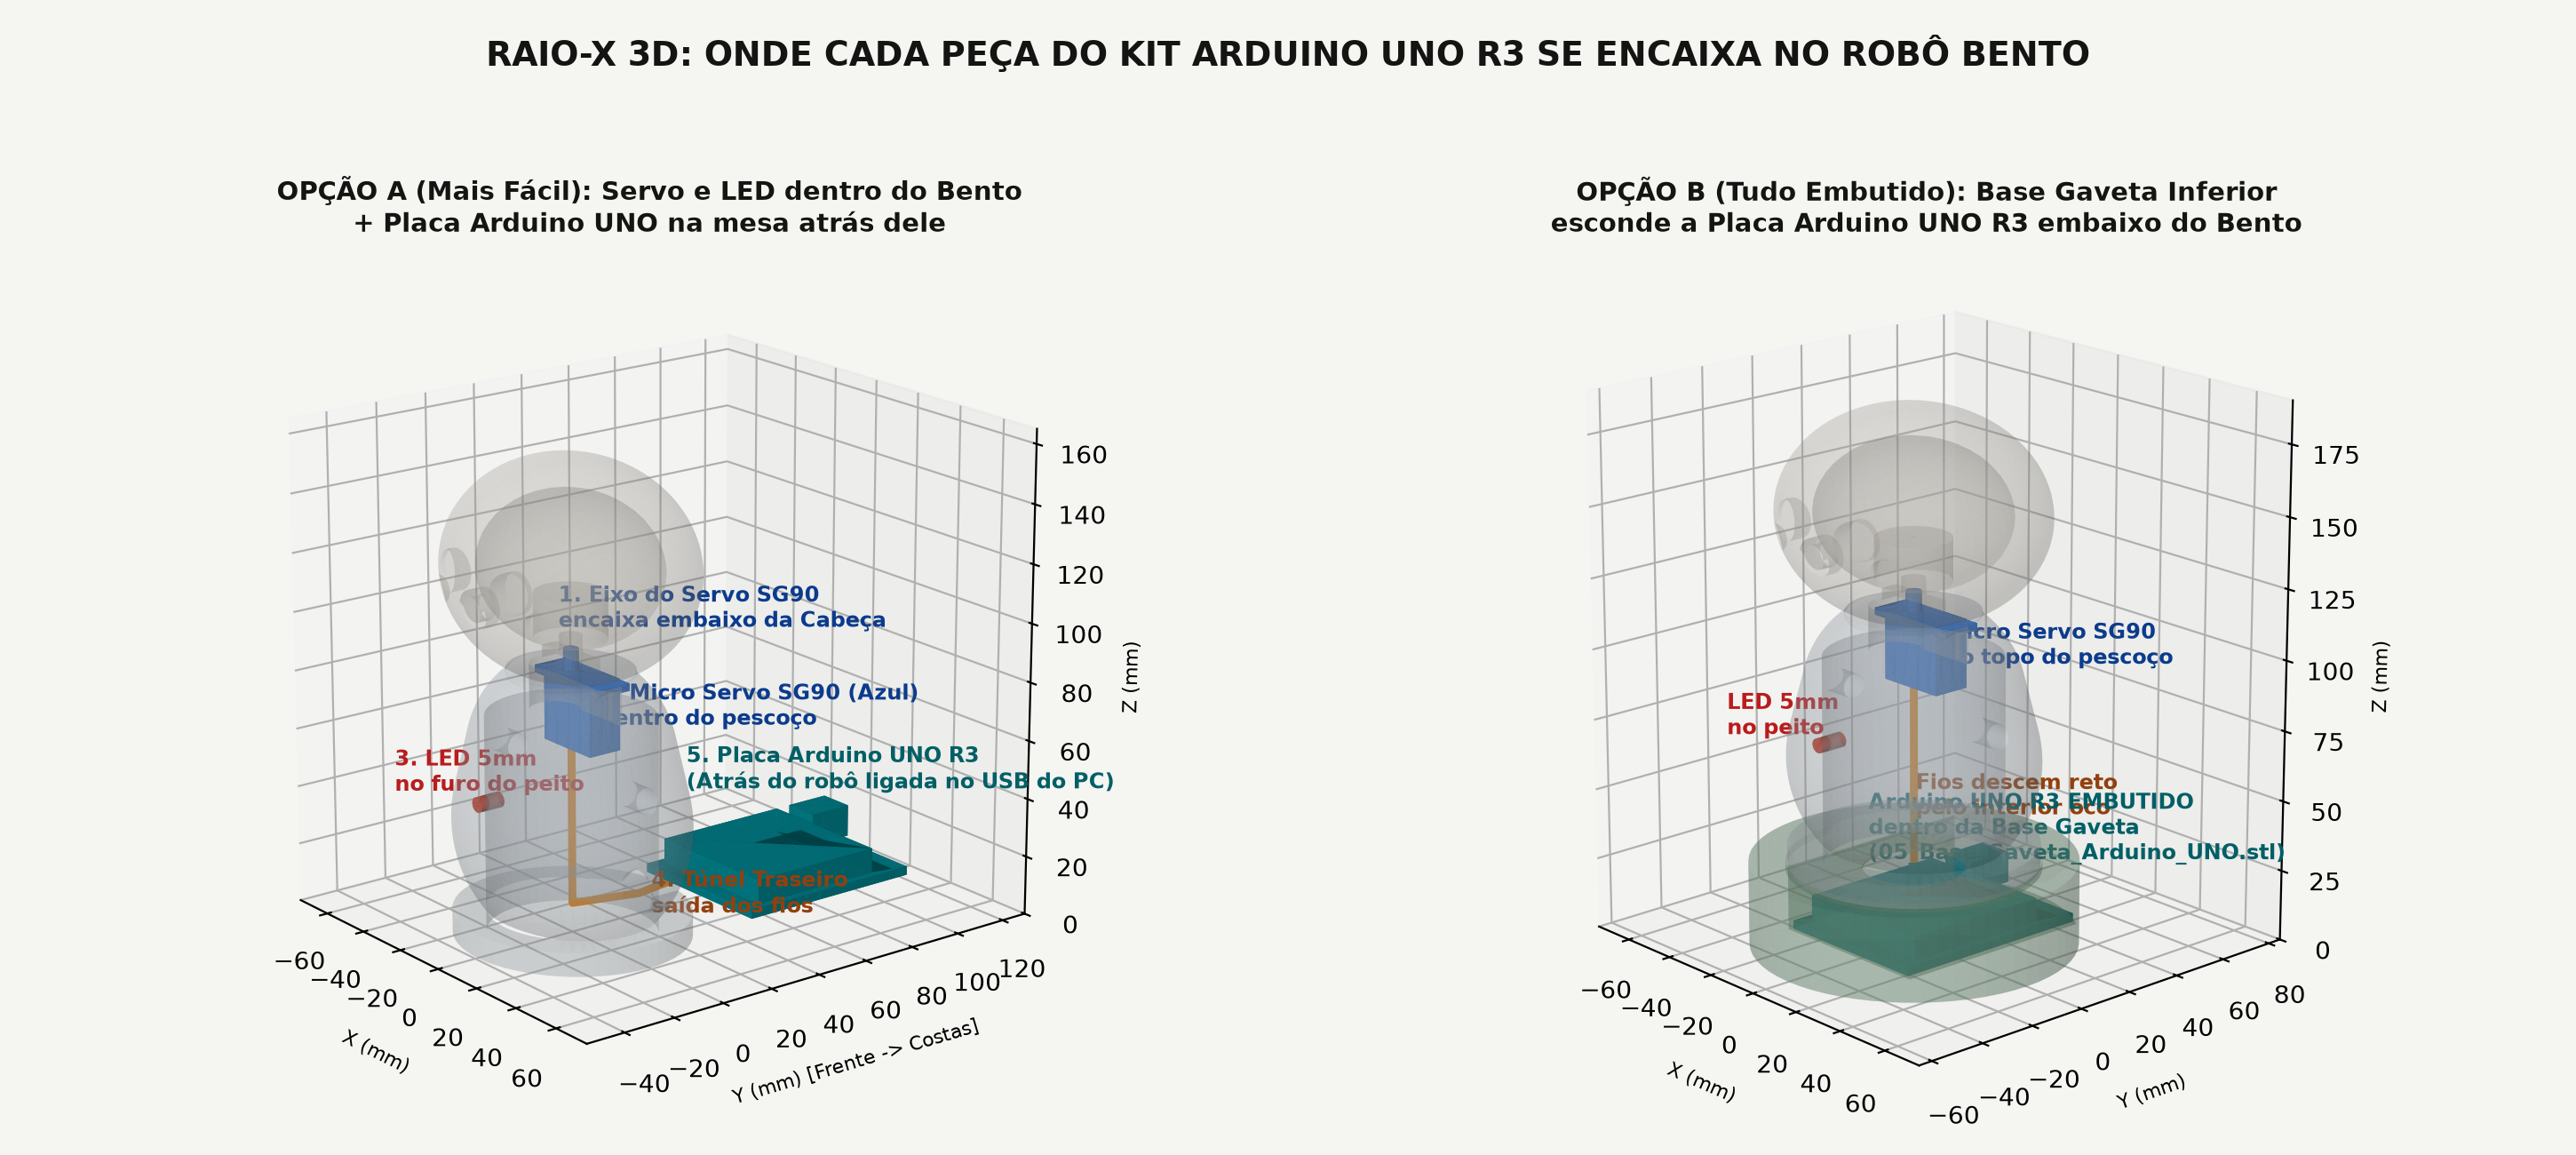 RAIO-X 3D: ONDE CADA PEÇA DO KIT ARDUINO UNO R3 SE ENCAIXA NO ROBÔ BENTO
OPÇÃO A (Mais Fácil): Servo e LED dentro do Bento
+ Placa Arduino UNO na mesa atrás dele
1. Eixo do Servo SG90
encaixa embaixo da Cabeça
Micro Servo SG90 (Azul)
entro do pescoço
3. LED 5mm
no furo do peito
5. Placa Arduino UNO R3
(Atrás do robô ligada no USB do PC)
4. Túnel Traseiro
saída dos fios
160
140
120
100
80
60
40
20
0
Z (mm)
−60
−40
−20
0
20
40
60
X (mm)
−40
−20
0
20
40
60
80
100
120
Y (mm) [Frente -> Costas]
OPÇÃO B (Tudo Embutido): Base Gaveta Inferior
esconde a Placa Arduino UNO R3 embaixo do Bento
icro Servo SG90
o topo do pescoço
LED 5mm
no peito
Fios descem reto
pelo interior oco
Arduino UNO R3 EMBUTIDO
dentro da Base Gaveta
(05_Base_Gaveta_Arduino_UNO.stl)
175
150
125
100
75
50
25
0
Z (mm)
−60
−40
−20
0
20
40
60
X (mm)
−60
−40
−20
0
20
40
60
80
Y (mm)